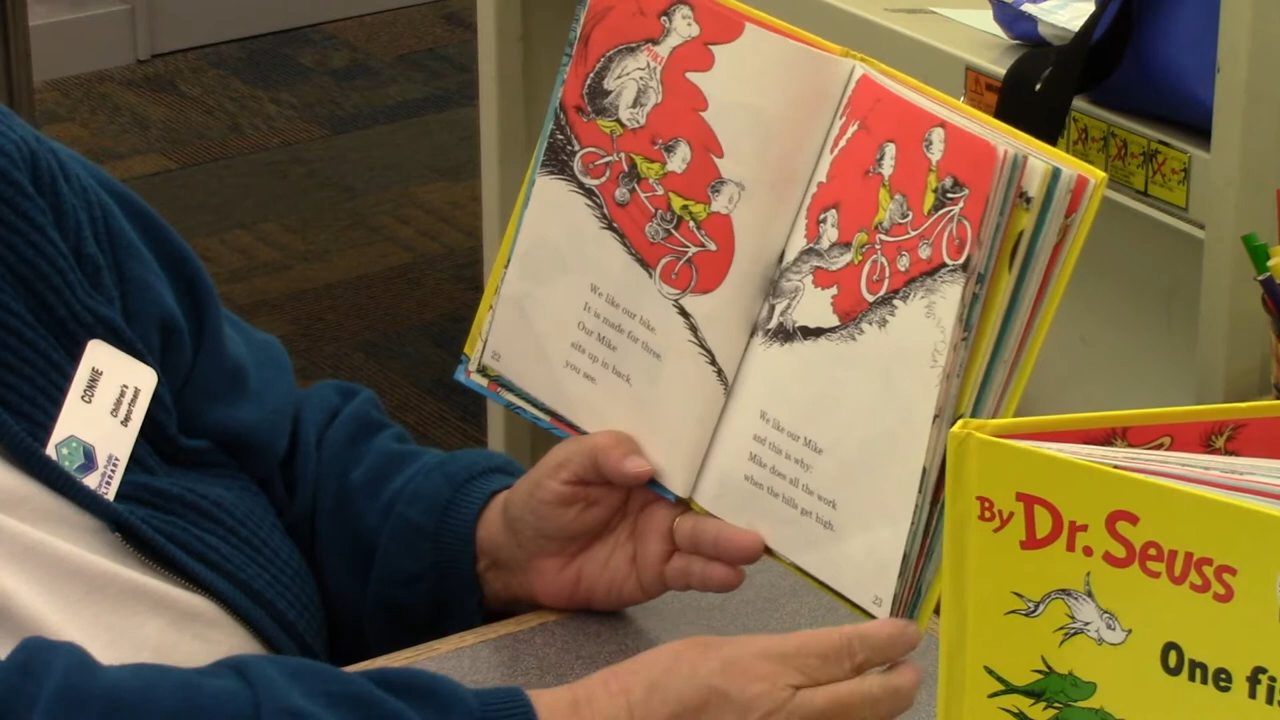 CONNIE
Children's
Department
LIBRARY
MIKE
We like our bike.
It is made for three.
Our Mike
sits up in back,
you see.
22
We like our Mike
and this is why:
Mike does all the work
when the hills get high.
23
By Dr. Seuss
One fi